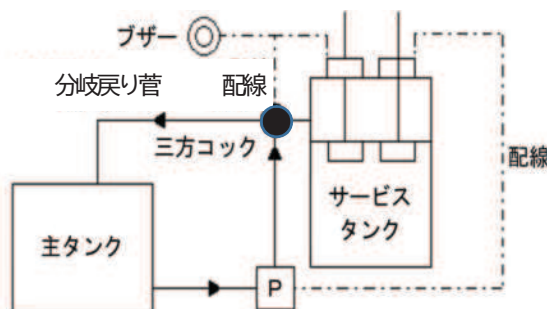 ブザー
分岐戻り管 配線
三方コック
配線
サービス
タンク
主タンク
P